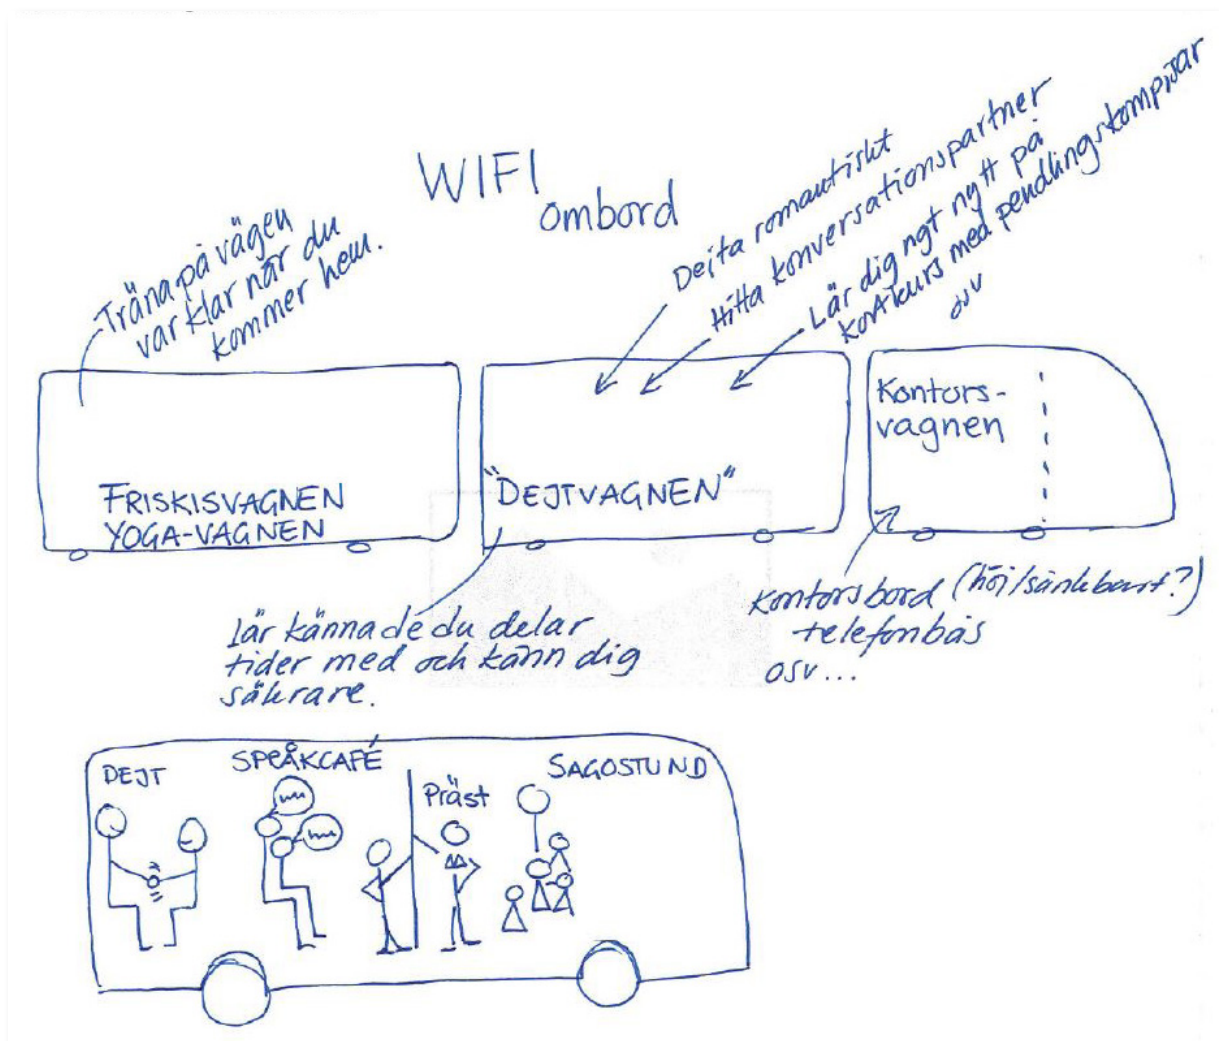 WIFI
ombord
Träna på vägen
var klar när du
kommer hem.
Dejta romantiskt
Hitta konversationspartner
Lär dig ngt nytt på
kortkurs med pendlingskompisar
osv
FRISKISVAGNEN
YOGA-VAGNEN
"DEJTVAGNEN"
Kontors-
vagnen
Lär känna de du delar
tider med och känn dig
säkrare.
Kontorsbord (höj/sänkbart?)
telefonbås
osv...
DEJT
SPRÅKCAFÉ
Präst
SAGOSTUND